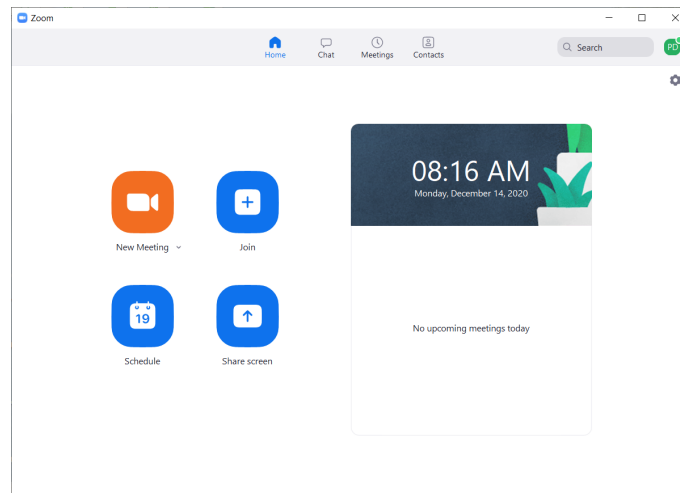 Zoom
Home
Chat
Meetings
Contacts
Search
PD
08:16 AM
Monday, December 14, 2020
New Meeting
Join
19
Schedule
Share screen
No upcoming meetings today